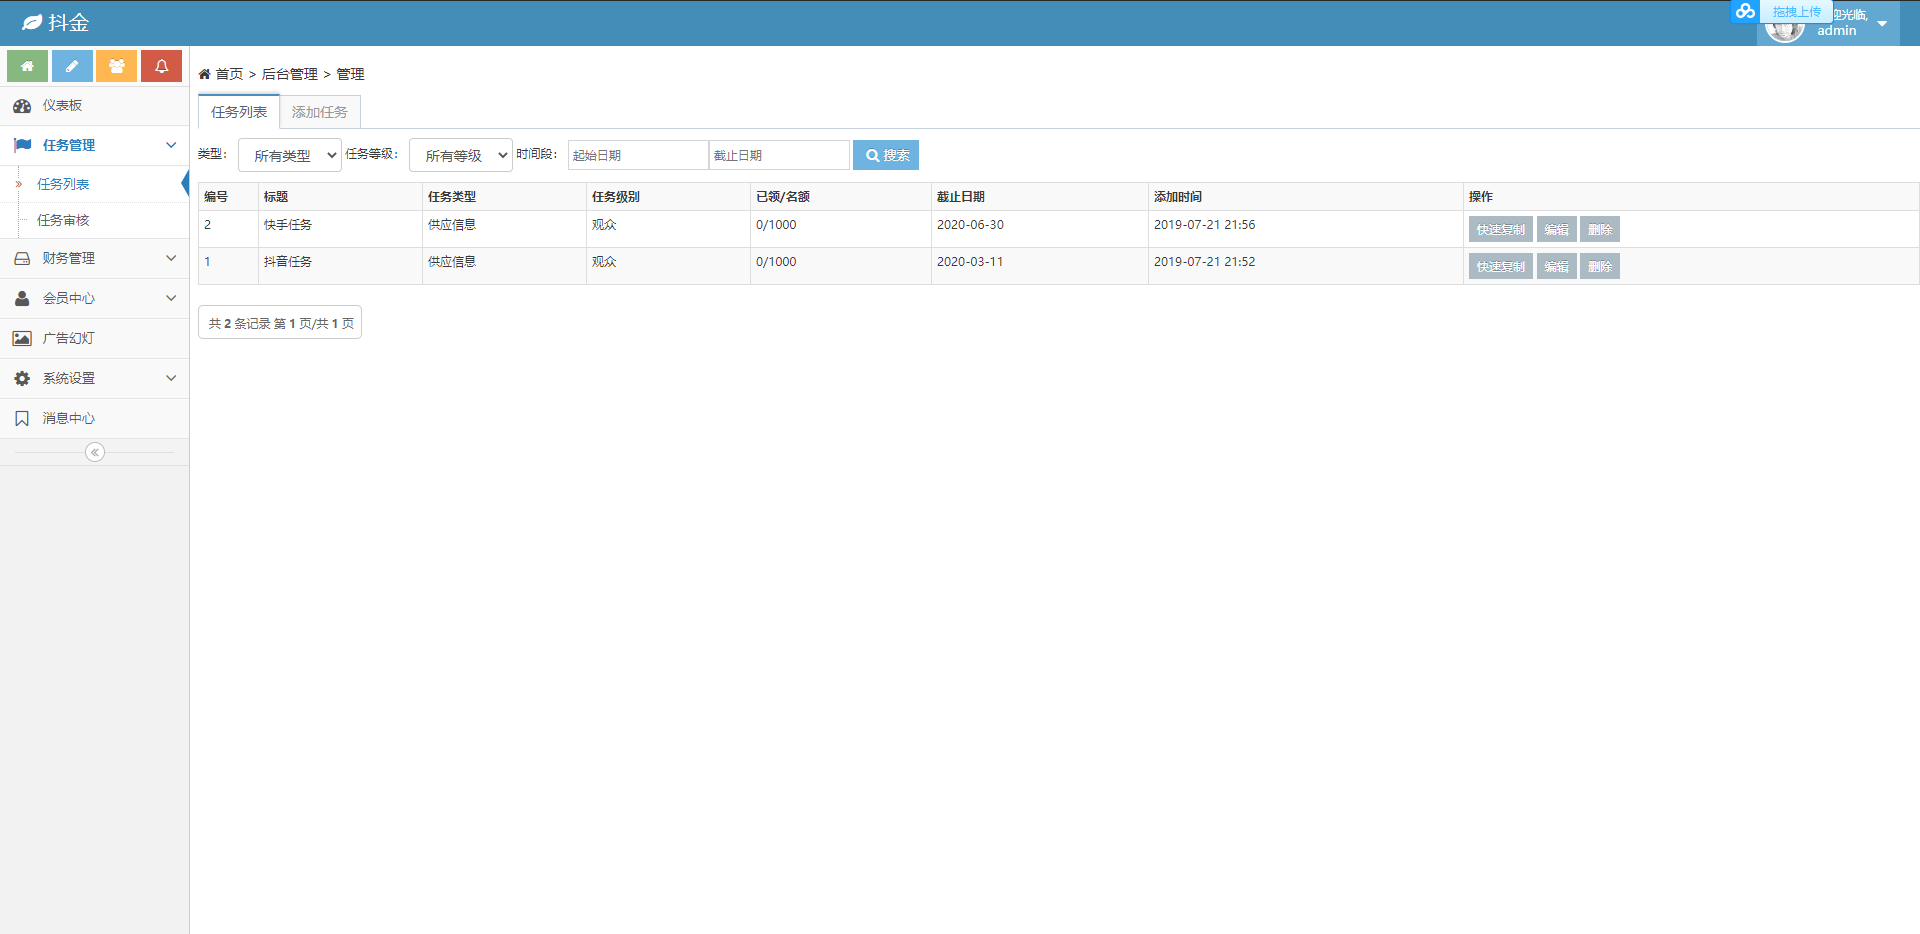 抖金
拖拽上传
迎光临,
admin
首页 > 后台管理 > 管理
任务列表 添加任务
类型: 所有类型 任务等级: 所有等级 时间段: 起始日期 截止日期 搜索
仪表板
任务管理
任务列表
任务审核
财务管理
会员中心
广告幻灯
系统设置
消息中心
编号 标题 任务类型 任务级别 已领/名额 截止日期 添加时间 操作
2 快手任务 供应信息 观众 0/1000 2020-06-30 2019-07-21 21:56 快速复制 编辑 删除
1 抖音任务 供应信息 观众 0/1000 2020-03-11 2019-07-21 21:52 快速复制 编辑 删除
共 2 条记录 第 1 页/共 1 页